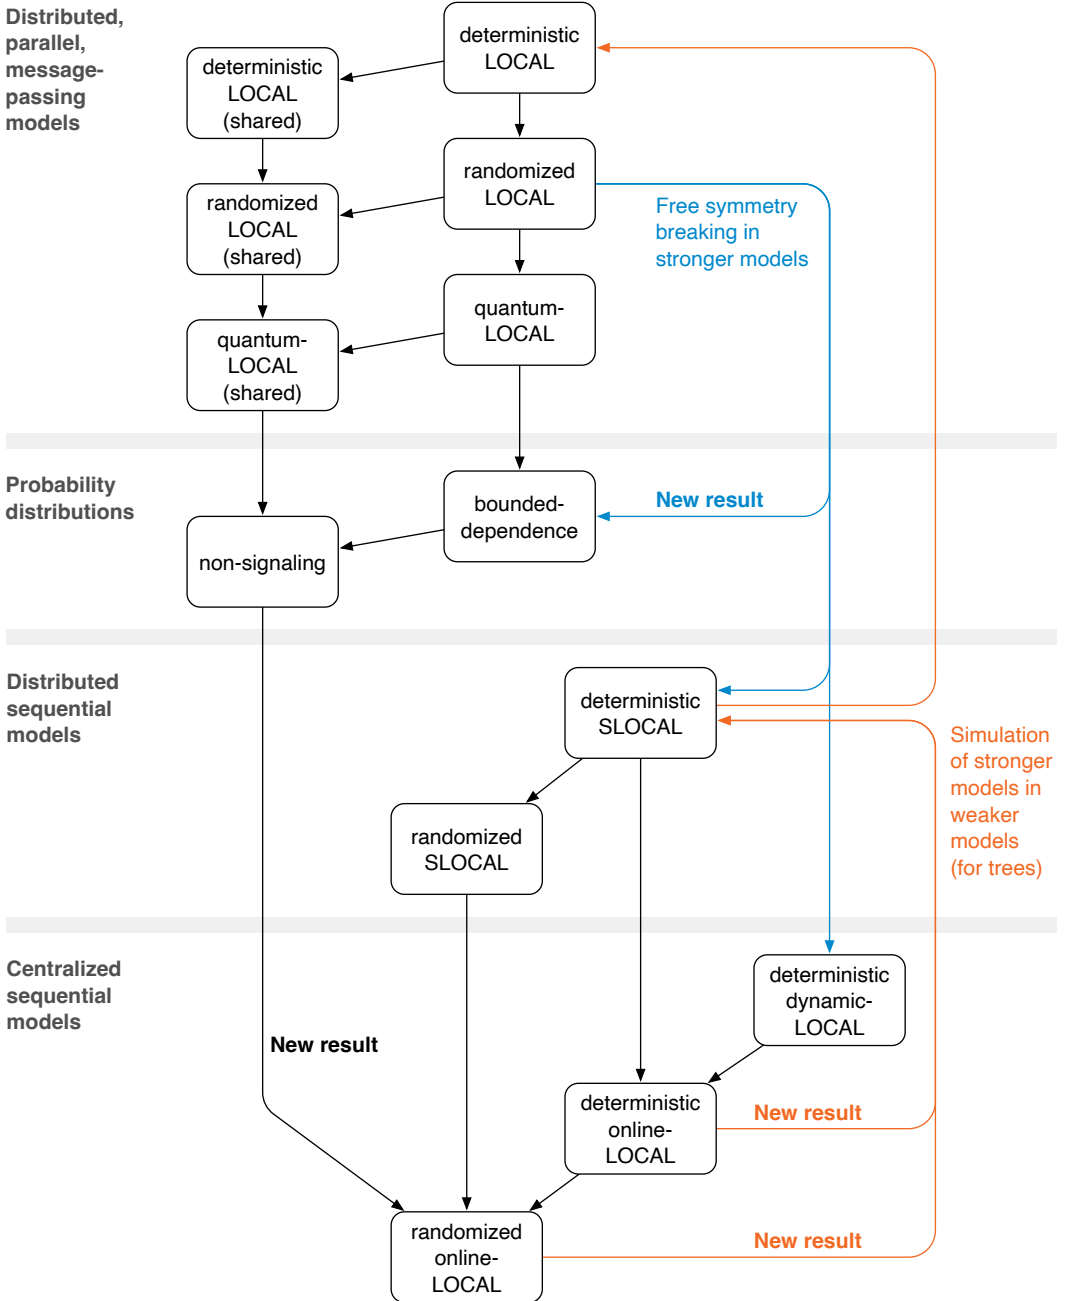 Distributed,
parallel,
message-
passing
models
deterministic
LOCAL
deterministic
LOCAL
(shared)
randomized
LOCAL
randomized
LOCAL
(shared)
Free symmetry
breaking in
stronger models
quantum-
LOCAL
quantum-
LOCAL
(shared)
Probability
distributions
bounded-
dependence
New result
non-signaling
Distributed
sequential
models
deterministic
SLOCAL
Simulation
of stronger
models in
weaker
models
(for trees)
randomized
SLOCAL
Centralized
sequential
models
deterministic
dynamic-
LOCAL
New result
deterministic
online-
LOCAL
New result
randomized
online-
LOCAL
New result